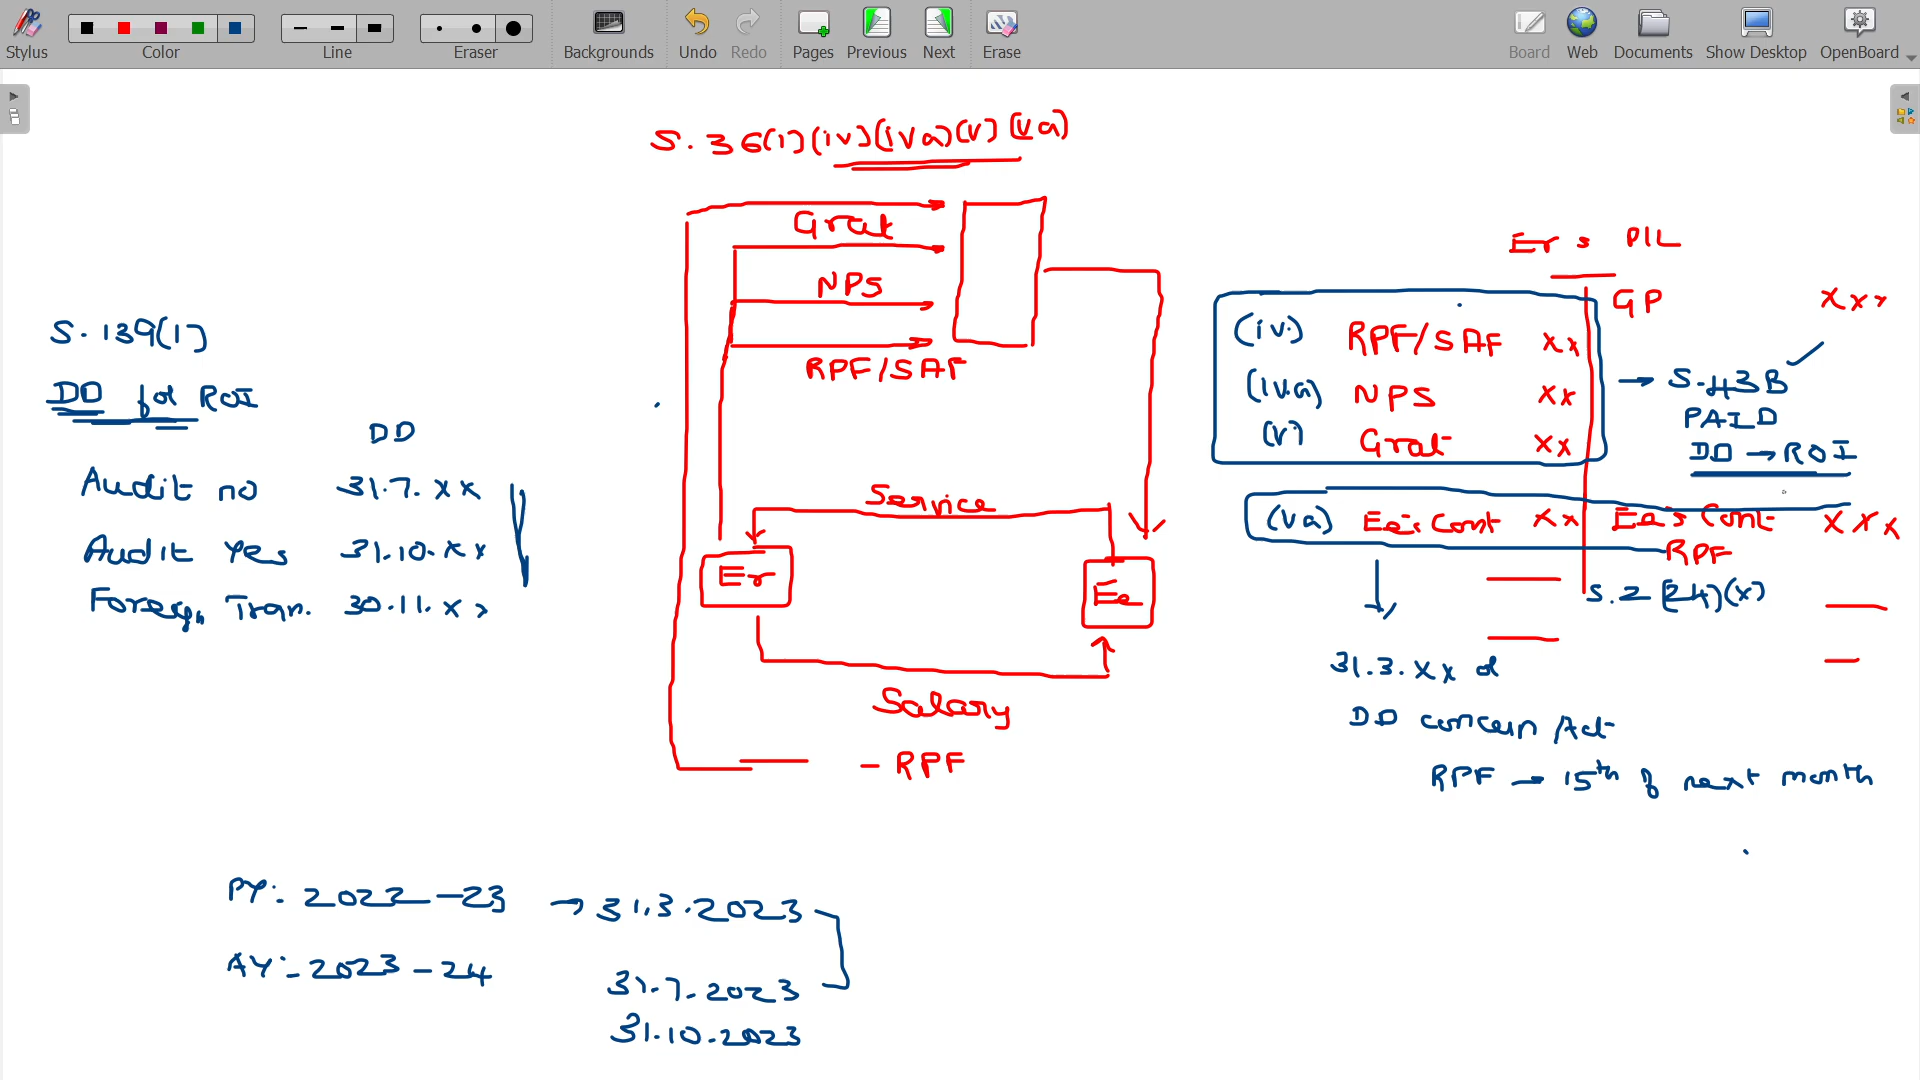 Stylus
Color
Line
Eraser
Backgrounds
Undo
Redo
Pages
Previous
Next
Erase
Board
Web
Documents
Show Desktop
OpenBoard
S. 36(1)(iv)(iva)(v)(va)
Grat
NPS
RPF/SAF
Service
Er
Ee
Salary
- RPF
S. 139(1)
DD for ROI
DD
Audit no 31.7.xx
Audit Yes 31.10.xx
Foreign Tran. 30.11.xx
Er's P/L
GP xxx
(iv) RPF/SAF xx
(iva) NPS xx
(v) Grat xx
→ S.43B ✓
PAID
DD → ROI
(va) Ee's Cont xx
Ee's Cont xxx
RPF
S.2(24)(x)
31.3.xx or
DD concern Act
RPF → 15th of next month
PY: 2022-23 → 31.3.2023
AY:- 2023-24
31.7.2023
31.10.2023